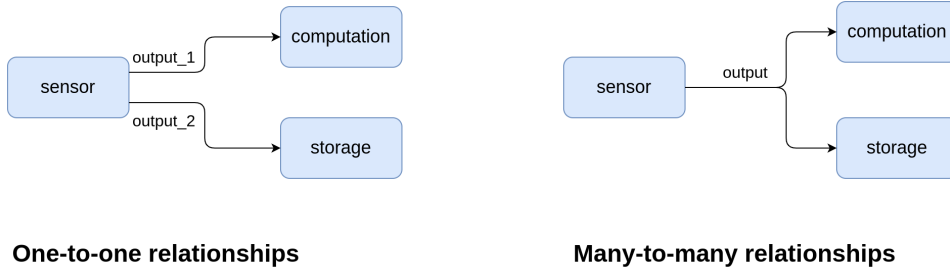 computation
output_1
sensor
output_2
storage
One-to-one relationships
computation
output
sensor
storage
Many-to-many relationships